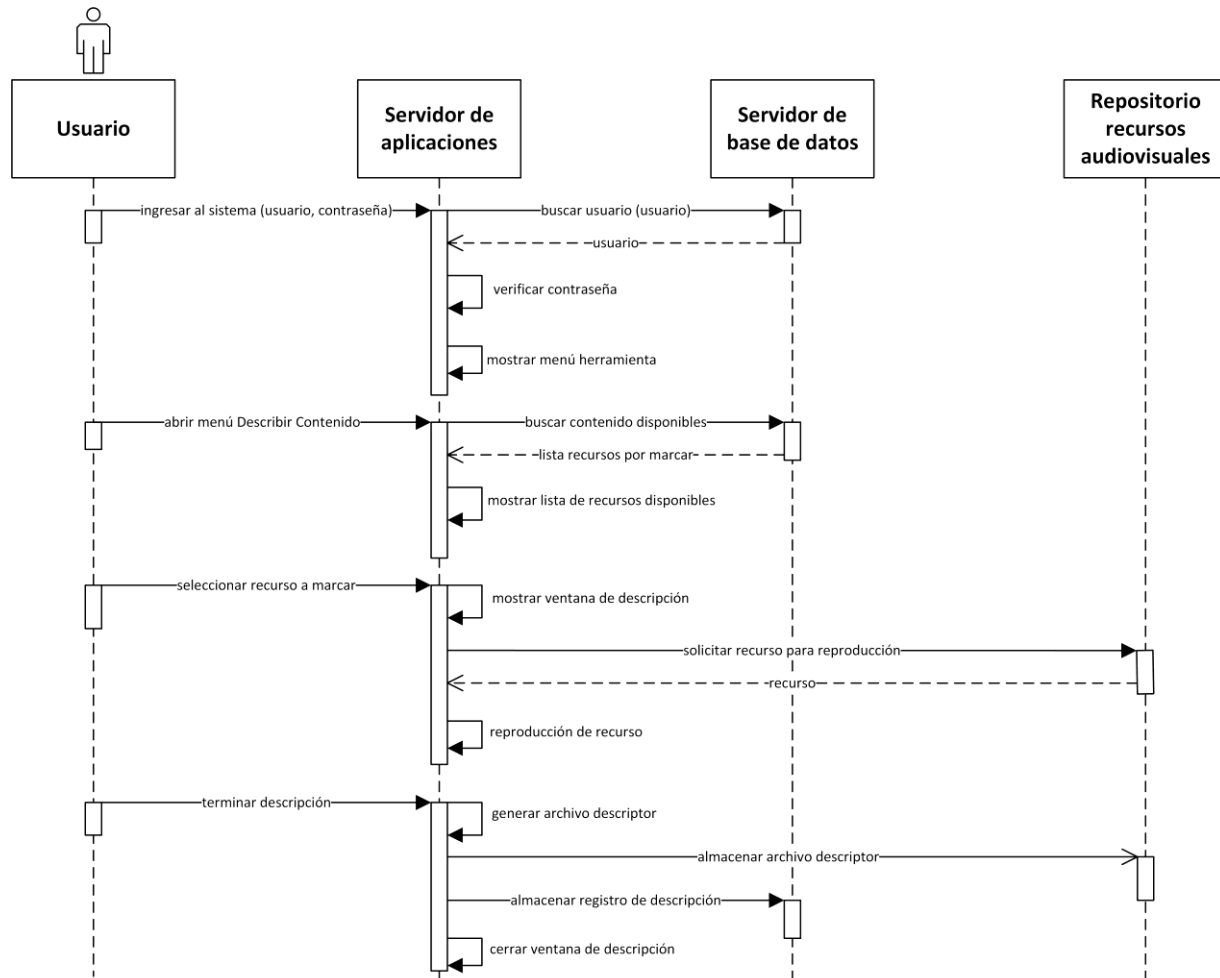 Usuario
Servidor de
aplicaciones
Servidor de
base de datos
Repositorio
recursos
audiovisuales
ingresar al sistema (usuario, contraseña)
buscar usuario (usuario)
usuario
verificar contraseña
mostrar menú herramienta
abrir menú Describir Contenido
buscar contenido disponibles
lista recursos por marcar
mostrar lista de recursos disponibles
seleccionar recurso a marcar
mostrar ventana de descripción
solicitar recurso para reproducción
recurso
reproducción de recurso
terminar descripción
generar archivo descriptor
almacenar archivo descriptor
almacenar registro de descripción
cerrar ventana de descripción